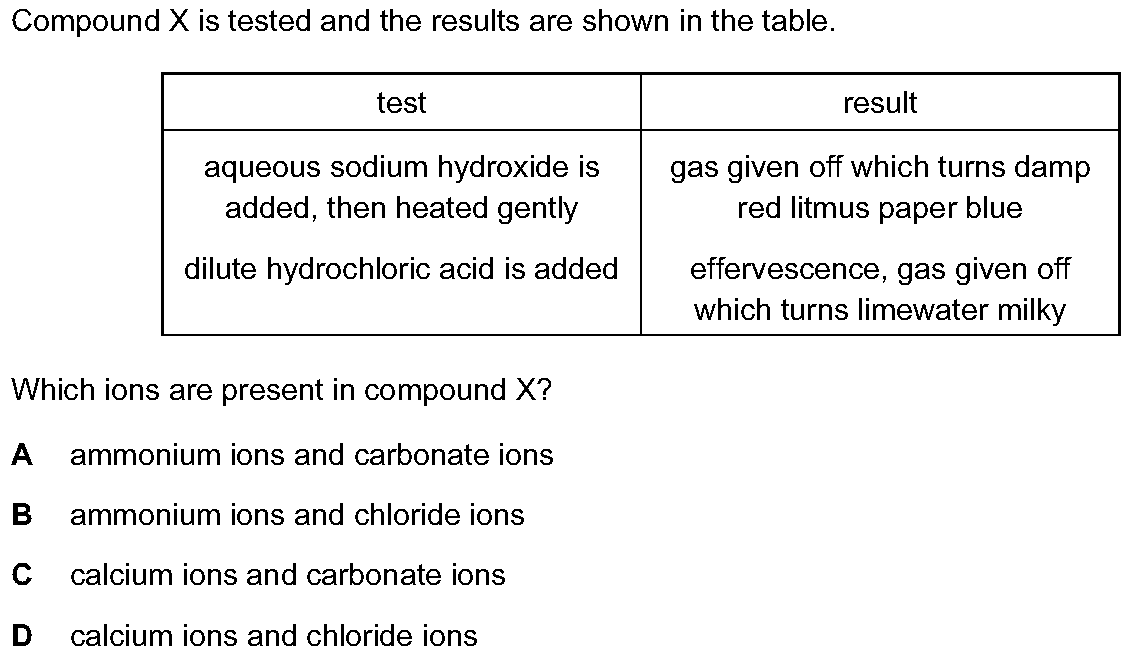 Compound X is tested and the results are shown in the table.
test
result
aqueous sodium hydroxide is
added, then heated gently
gas given off which turns damp
red litmus paper blue
dilute hydrochloric acid is added
effervescence, gas given off
which turns limewater milky
Which ions are present in compound X?
A ammonium ions and carbonate ions
B ammonium ions and chloride ions
C calcium ions and carbonate ions
D calcium ions and chloride ions